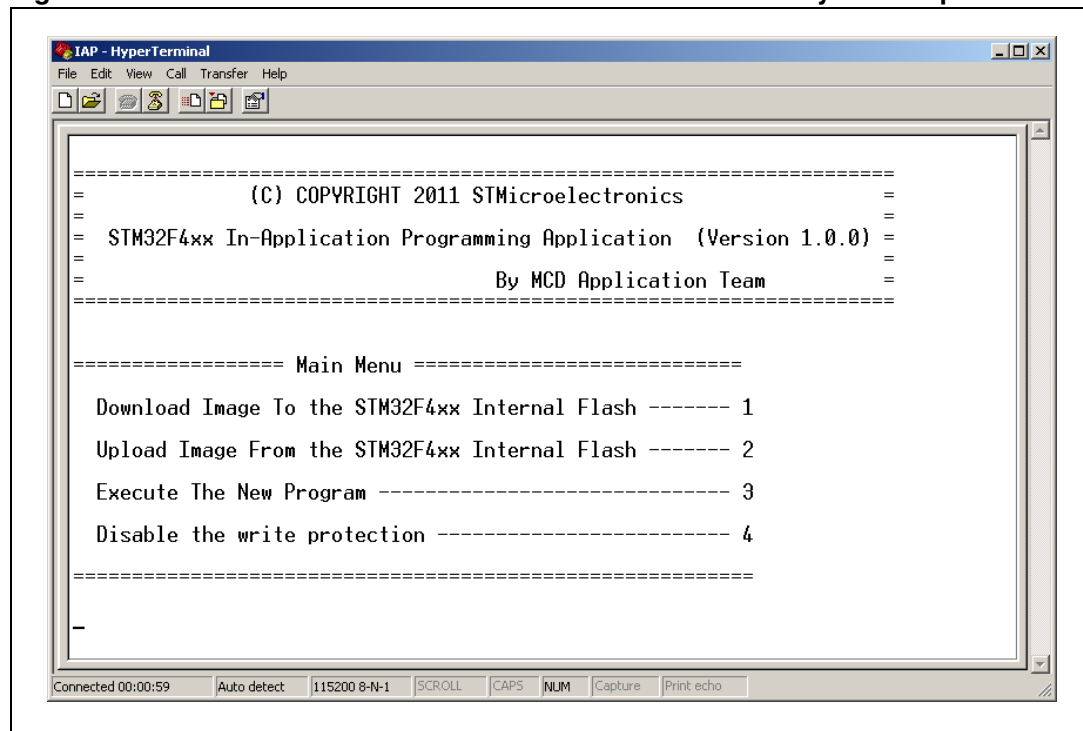 IAP - HyperTerminal
File Edit View Call Transfer Help
==============================================================
= (C) COPYRIGHT 2011 STMicroelectronics =
= =
= STM32F4xx In-Application Programming Application (Version 1.0.0) =
= =
= By MCD Application Team =
==============================================================
================== Main Menu ============================
Download Image To the STM32F4xx Internal Flash ------- 1
Upload Image From the STM32F4xx Internal Flash ------- 2
Execute The New Program ------------------------------ 3
Disable the write protection ------------------------- 4
==========================================================
_
Connected 00:00:59 Auto detect 115200 8-N-1 SCROLL CAPS NUM Capture Print echo